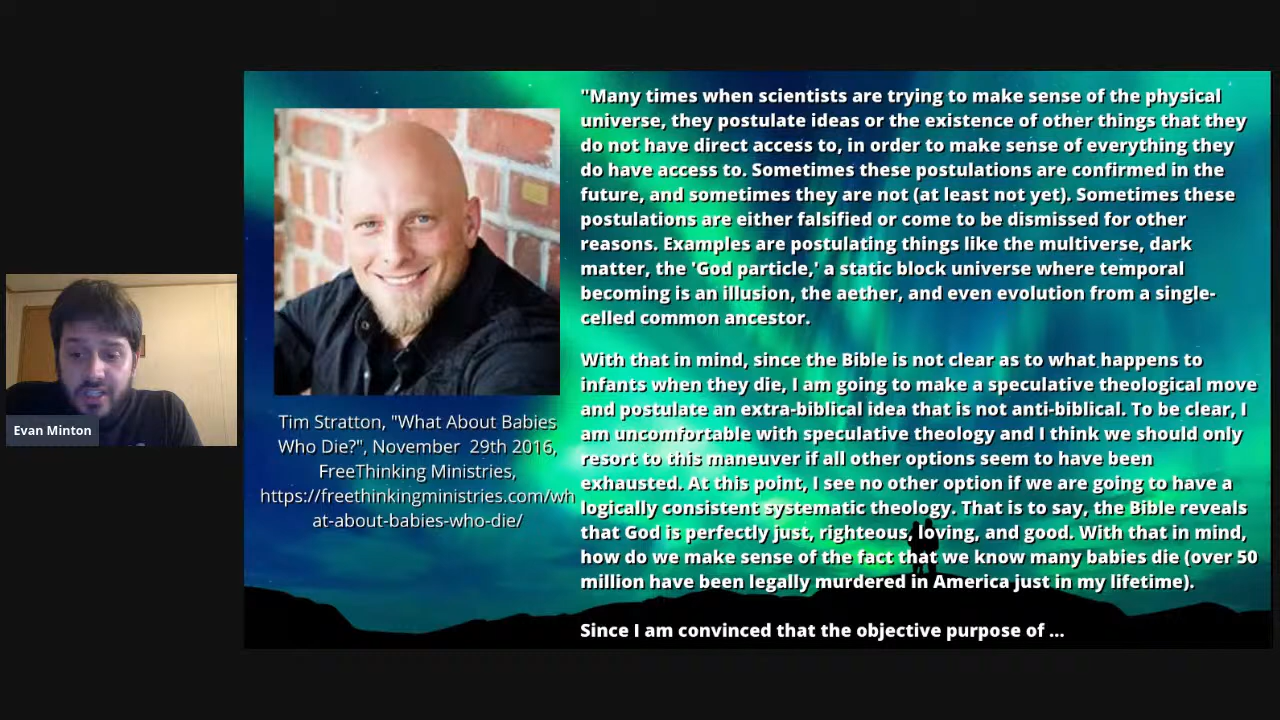 "Many times when scientists are trying to make sense of the physical
universe, they postulate ideas or the existence of other things that they
do not have direct access to, in order to make sense of everything they
do have access to. Sometimes these postulations are confirmed in the
future, and sometimes they are not (at least not yet). Sometimes these
postulations are either falsified or come to be dismissed for other
reasons. Examples are postulating things like the multiverse, dark
matter, the 'God particle,' a static block universe where temporal
becoming is an illusion, the aether, and even evolution from a single-
celled common ancestor.
With that in mind, since the Bible is not clear as to what happens to
infants when they die, I am going to make a speculative theological move
and postulate an extra-biblical idea that is not anti-biblical. To be clear, I
am uncomfortable with speculative theology and I think we should only
resort to this maneuver if all other options seem to have been
exhausted. At this point, I see no other option if we are going to have a
logically consistent systematic theology. That is to say, the Bible reveals
that God is perfectly just, righteous, loving, and good. With that in mind,
how do we make sense of the fact that we know many babies die (over 50
million have been legally murdered in America just in my lifetime).
Since I am convinced that the objective purpose of ...
Tim Stratton, "What About Babies
Who Die?", November 29th 2016,
FreeThinking Ministries,
https://freethinkingministries.com/wh
at-about-babies-who-die/
Evan Minton